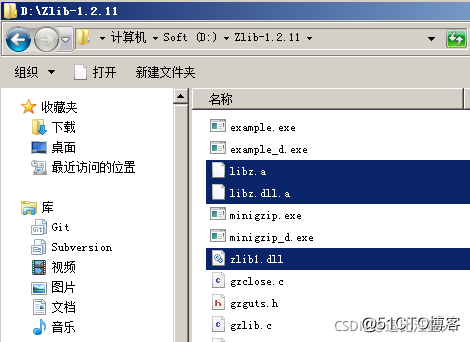 D:\Zlib-1.2.11
计算机 Soft (D:) Zlib-1.2.11
组织 打开 新建文件夹
收藏夹
下载
桌面
最近访问的位置
库
Git
Subversion
视频
图片
文档
音乐
名称
example.exe
example_d.exe
libz.a
libz.dll.a
minigzip.exe
minigzip_d.exe
zlib1.dll
gzclose.c
gzguts.h
gzlib.c
@51CTO博客